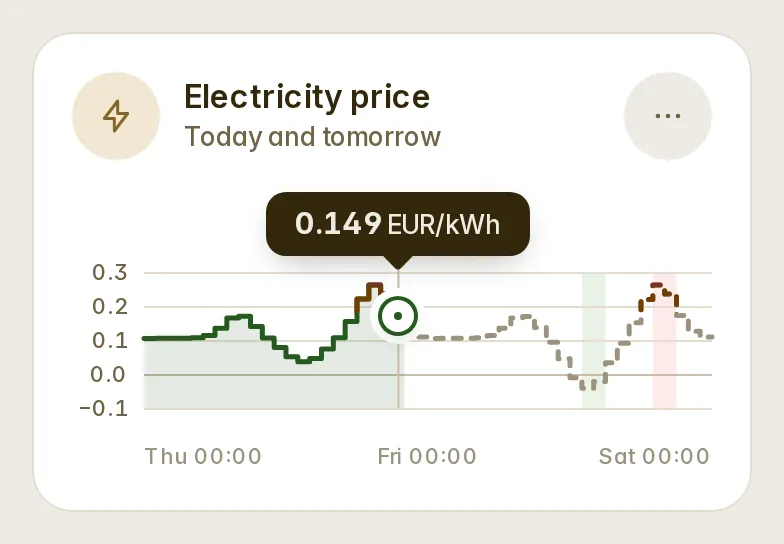 Electricity price
Today and tomorrow
0.149 EUR/kWh
0.3
0.2
0.1
0.0
−0.1
Thu 00:00 Fri 00:00 Sat 00:00